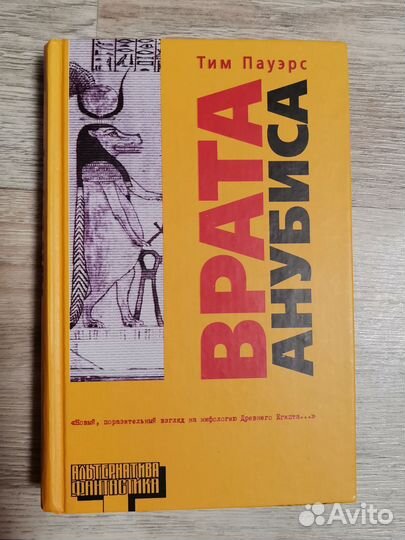 Тим Пауэрс
ВРАТА
АНУБИСА
«Новый, поразительный взгляд на мифологию Древнего Египта...»
АЛЬТЕРНАТИВА
ФАНТАСТИКА
Avito